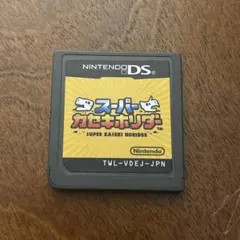 NINTENDO DS
スーパー
カセキホリダー
SUPER KASEKI HORIDER
Nintendo
TWL-VDEJ-JPN